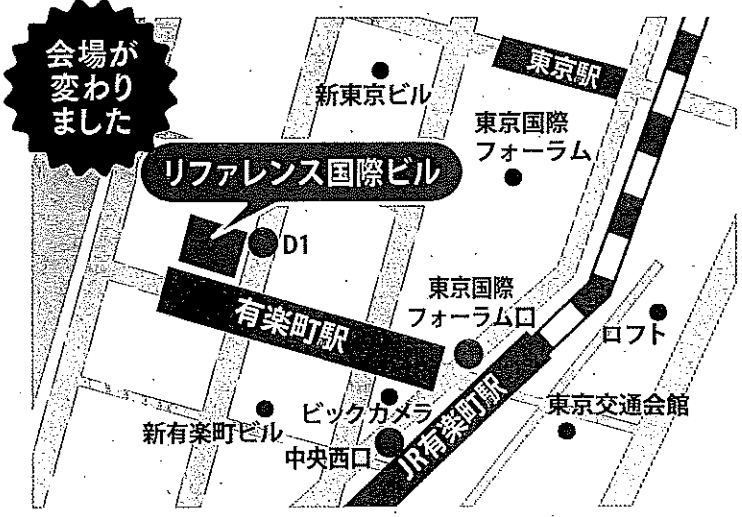 会場が
変わり
ました
東京駅
新東京ビル
東京国際
フォーラム
リファレンス国際ビル
D1
有楽町駅
東京国際
フォーラム口
ロフト
ビックカメラ
新有楽町ビル
中央西口
JR有楽町駅
東京交通会館